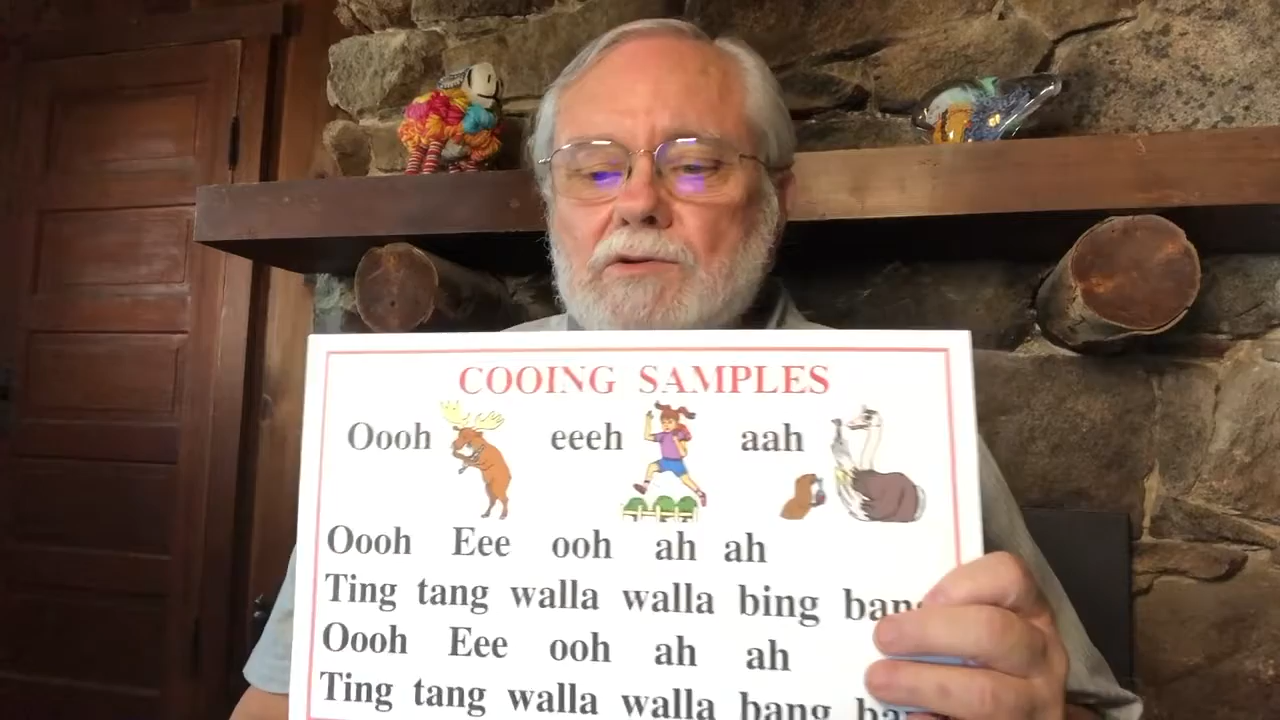 COOING SAMPLES
Oooh eeeh aah
Oooh Eee ooh ah ah
Ting tang walla walla bing
Oooh Eee ooh ah ah
Ting tang walla walla bang